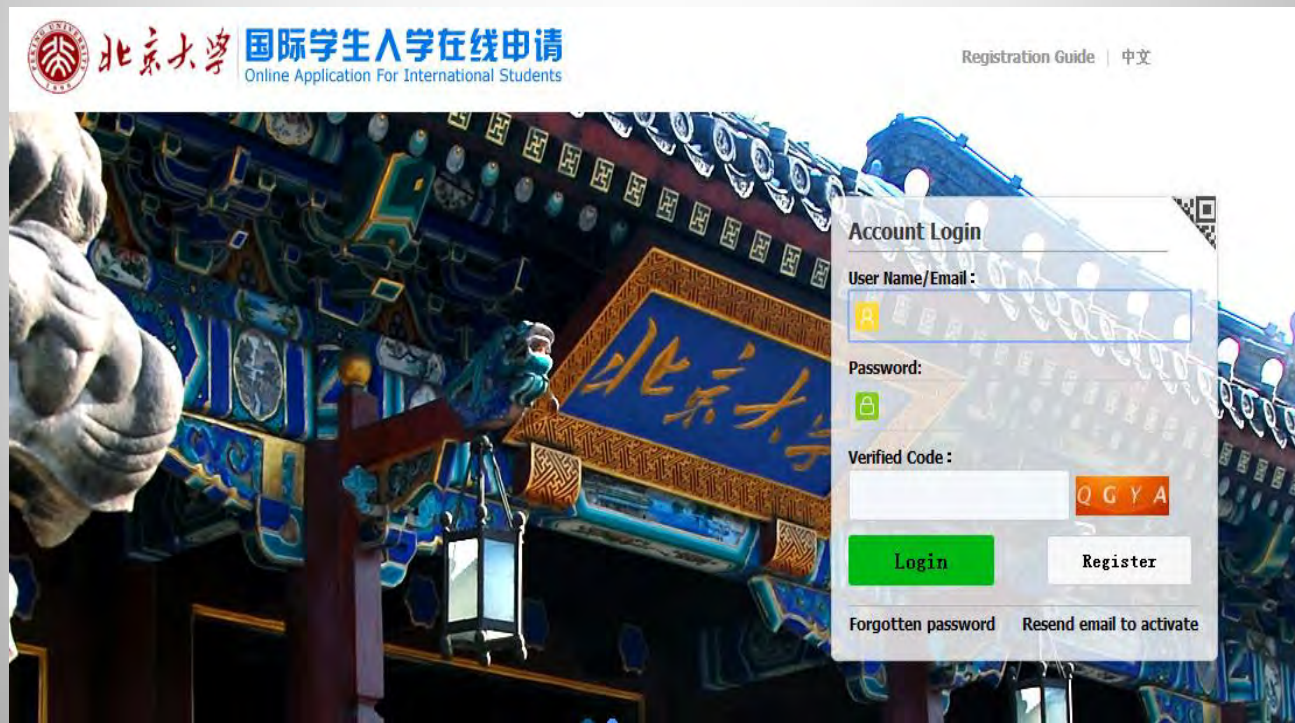 北京大学
国际学生入学在线申请
Online Application For International Students
Registration Guide | 中文
北京大学
Account Login
User Name/Email：
Password:
Verified Code：
Q G Y A
Login
Register
Forgotten password
Resend email to activate